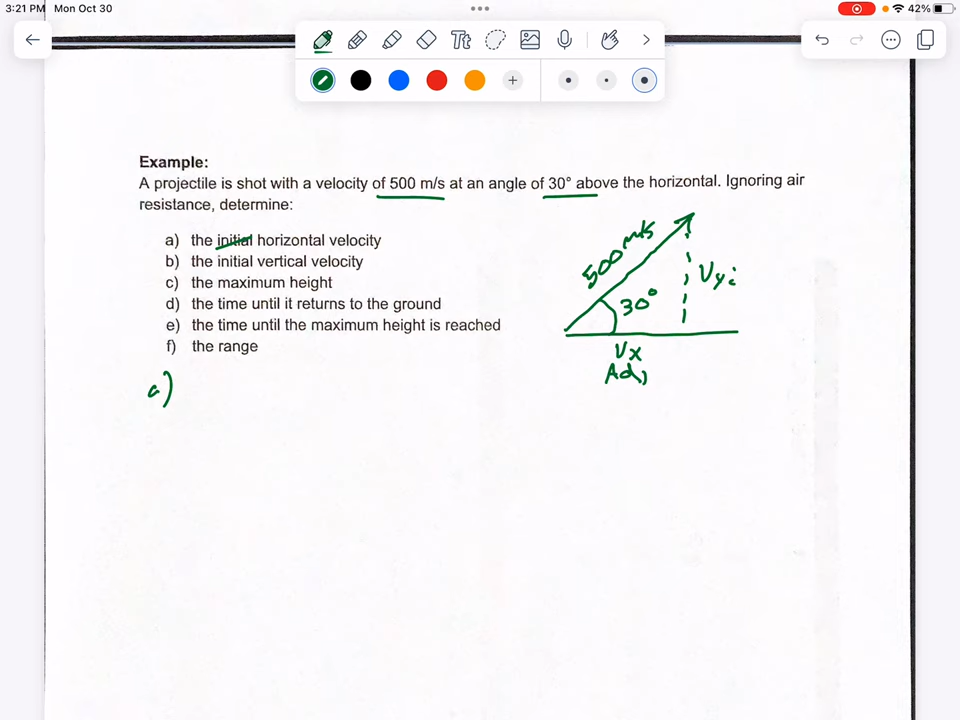 3:21 PM Mon Oct 30
42%
Tt
Example:
A projectile is shot with a velocity of 500 m/s at an angle of 30° above the horizontal. Ignoring air
resistance, determine:
a) the initial horizontal velocity
b) the initial vertical velocity
c) the maximum height
d) the time until it returns to the ground
e) the time until the maximum height is reached
f) the range
500 m/s
30°
Vyi
Vx
Adj
a)